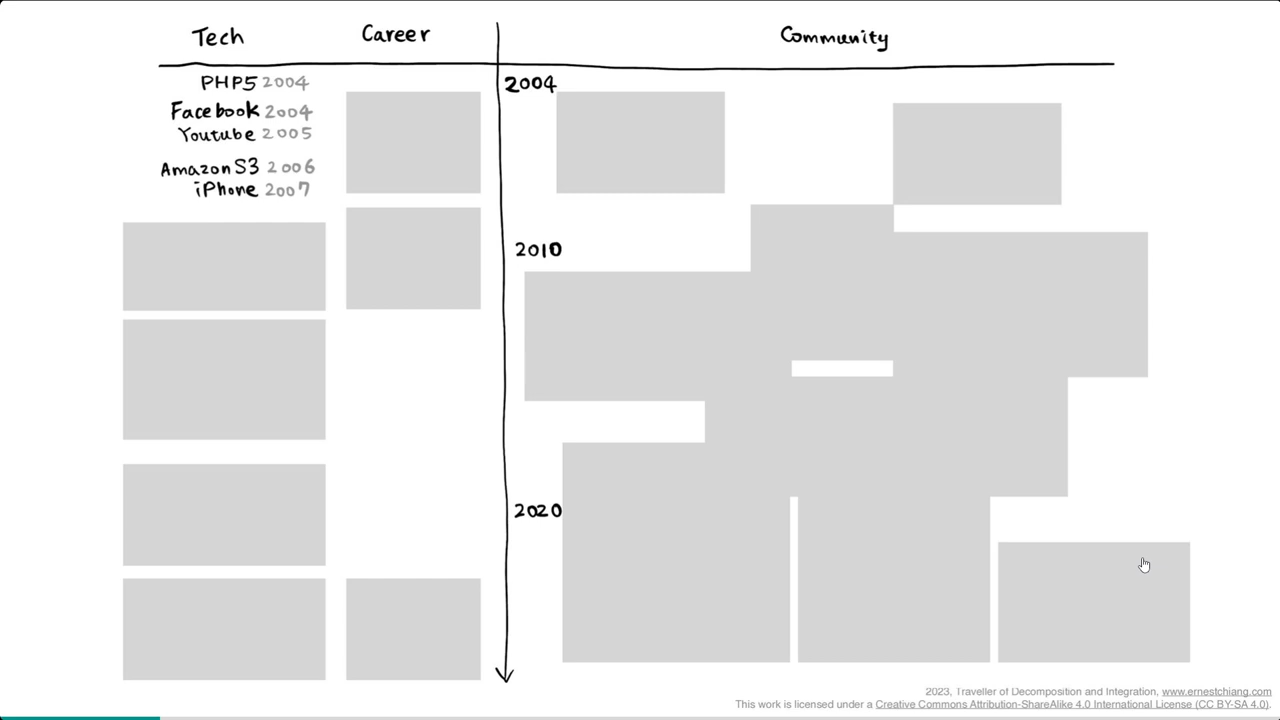 Tech
Career
Community
PHP5 2004
Facebook 2004
Youtube 2005
Amazon S3 2006
iPhone 2007
2004
2010
2020
2023, Traveller of Decomposition and Integration, www.ernestchiang.com
This work is licensed under a Creative Commons Attribution-ShareAlike 4.0 International License (CC BY-SA 4.0).